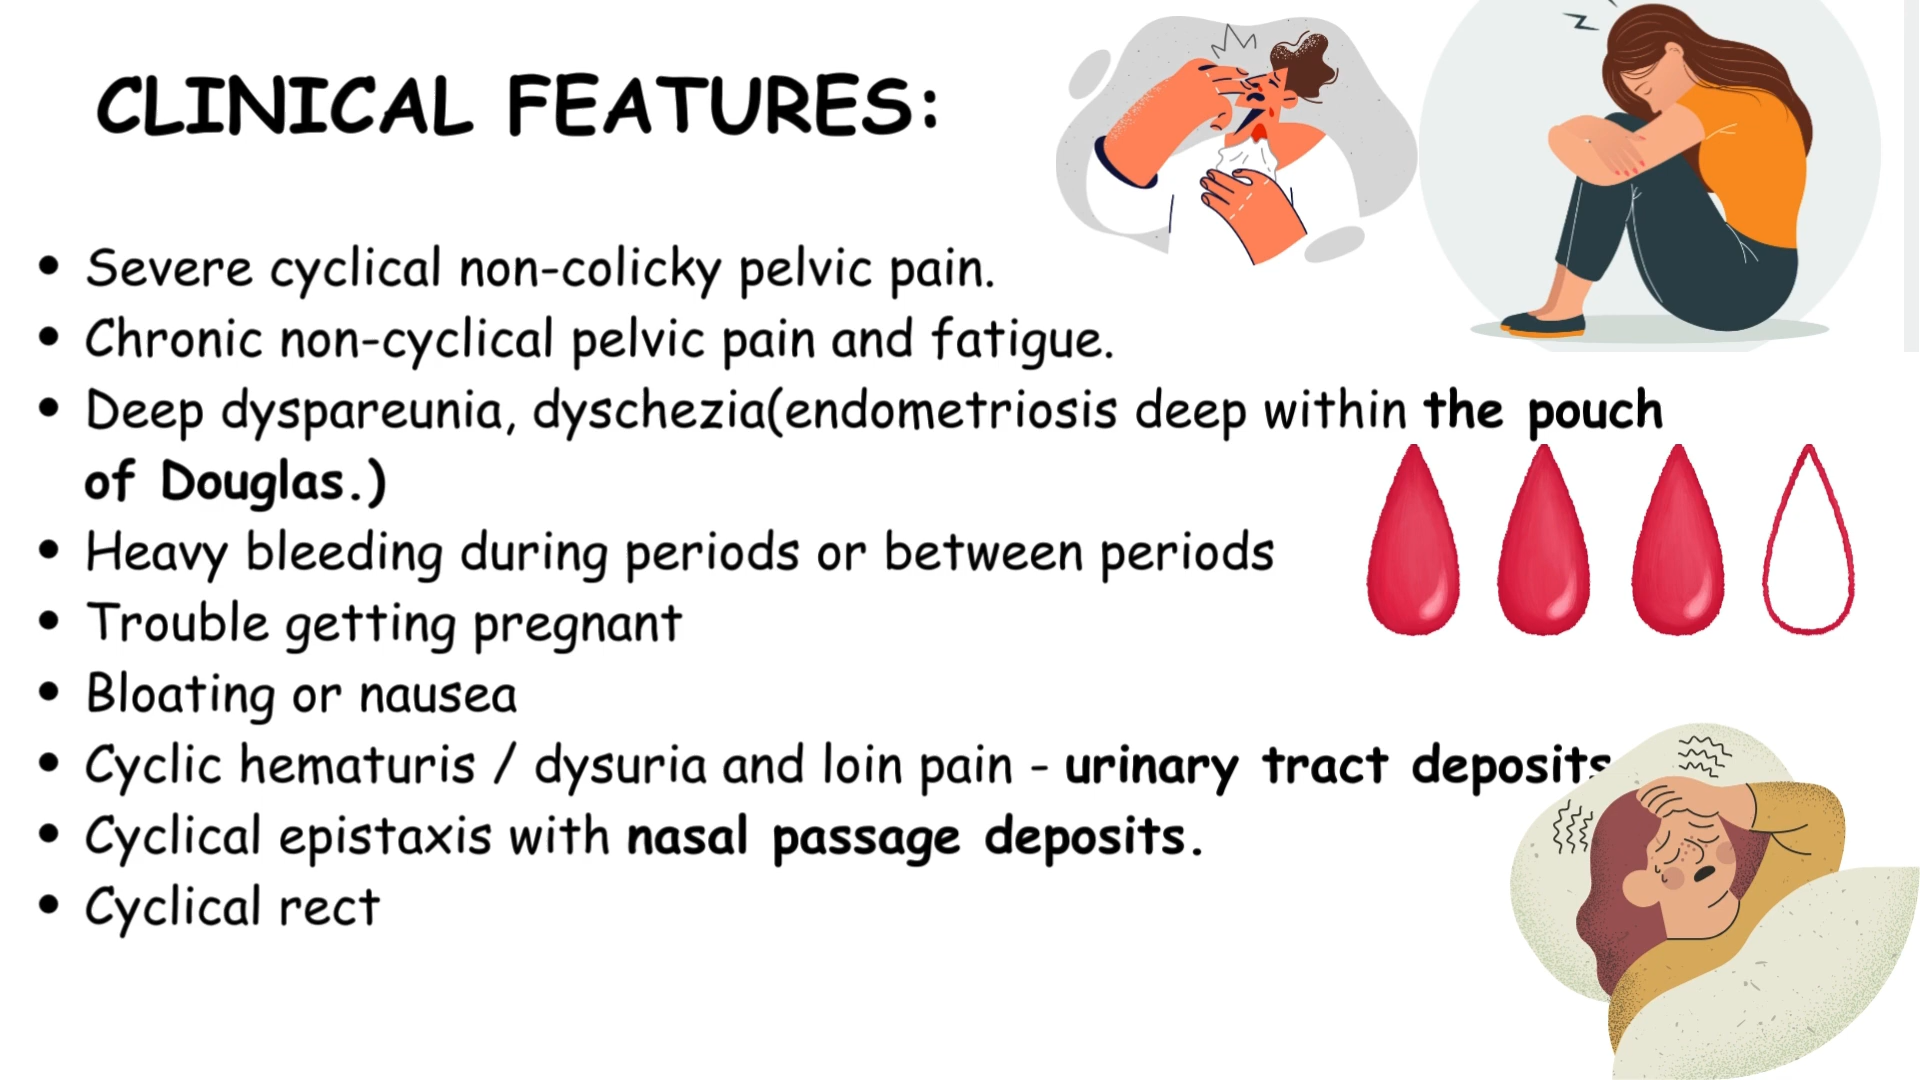 CLINICAL FEATURES:
• Severe cyclical non-colicky pelvic pain.
• Chronic non-cyclical pelvic pain and fatigue.
• Deep dyspareunia, dyschezia(endometriosis deep within the pouch
of Douglas.)
• Heavy bleeding during periods or between periods
• Trouble getting pregnant
• Bloating or nausea
• Cyclic hematuris / dysuria and loin pain - urinary tract deposits
• Cyclical epistaxis with nasal passage deposits.
• Cyclical rect